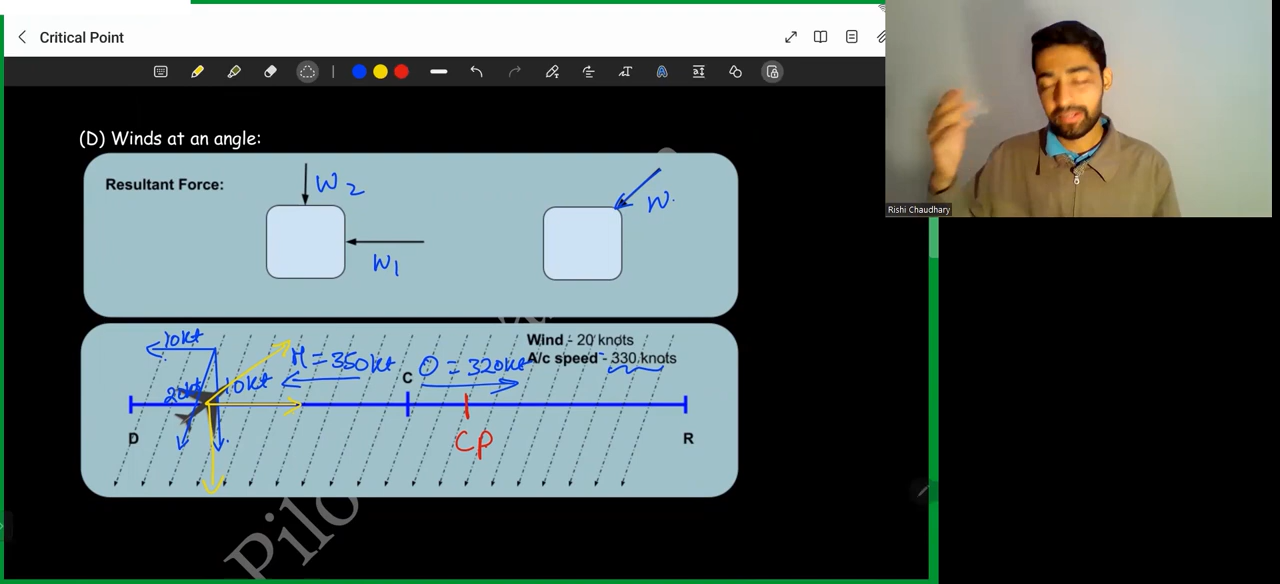 Critical Point
(D) Winds at an angle:
Resultant Force:
W2
W1
W.
Wind - 20 knots
A/c speed - 330 knots
10kt
20kt
10kt
H = 350kt
C
O = 320kt
D
CP
R
Pilo
Rishi Chaudhary